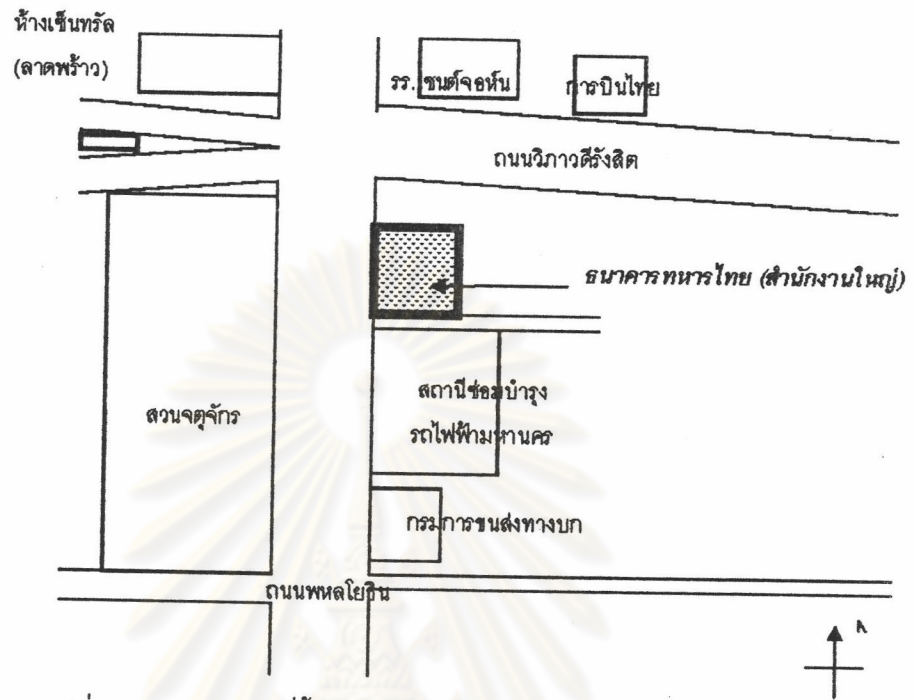 ห้างเซ็นทรัล
(ลาดพร้าว)
รร.เซนต์จอห์น
การบินไทย
ถนนวิภาวดีรังสิต
ธนาคารทหารไทย (สำนักงานใหญ่)
สถานีซ่อมบำรุง
รถไฟฟ้ามหานคร
สวนจตุจักร
กรมการขนส่งทางบก
ถนนพหลโยธิน